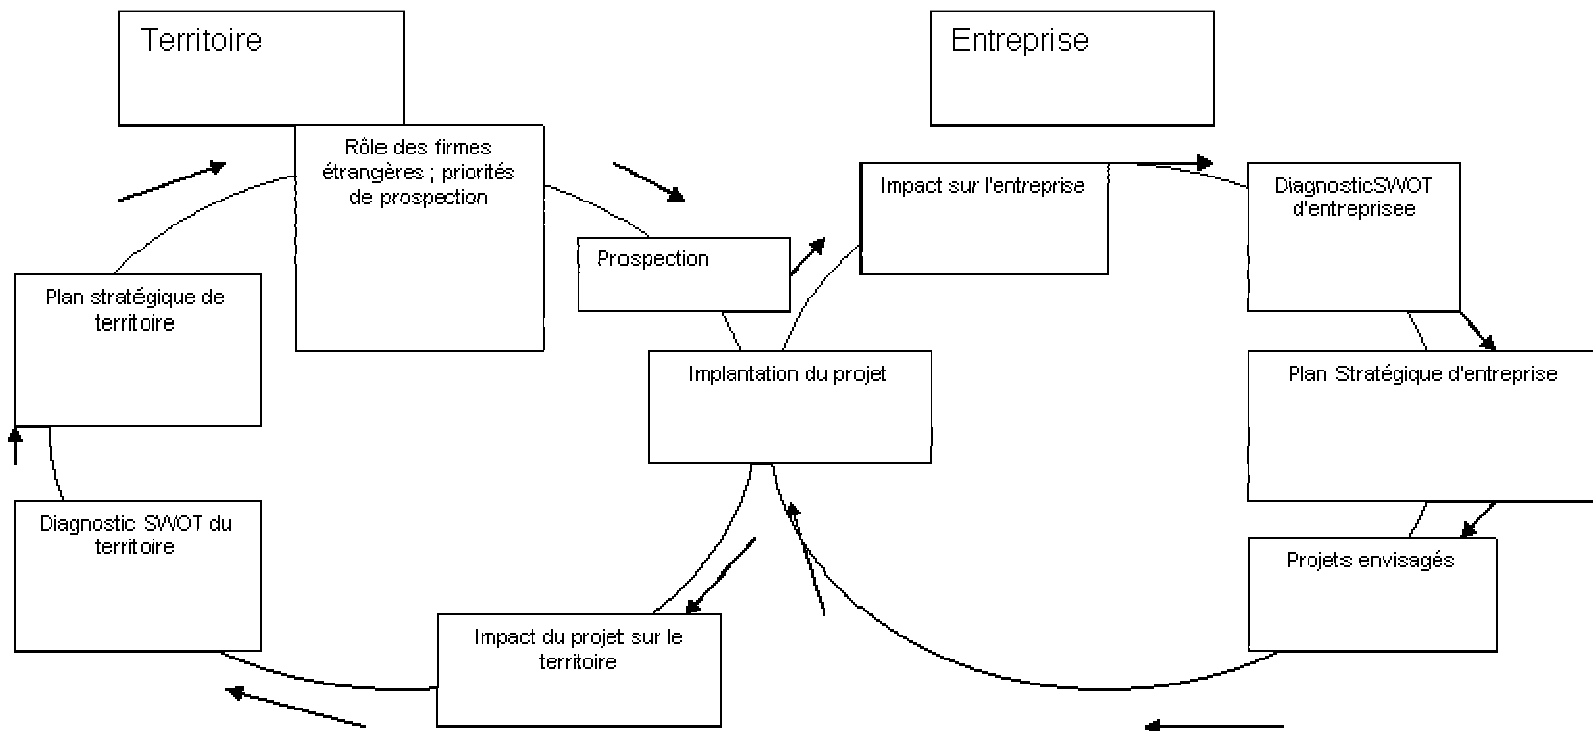 Territoire
Entreprise
Rôle des firmes
étrangères ; priorités
de prospection
Impact sur l'entreprise
DiagnosticSWOT
d'entreprisee
Prospection
Plan stratégique de
territoire
Implantation du projet
Plan Stratégique d'entreprise
Diagnostic SWOT du
territoire
Projets envisagés
Impact du projet sur le
territoire